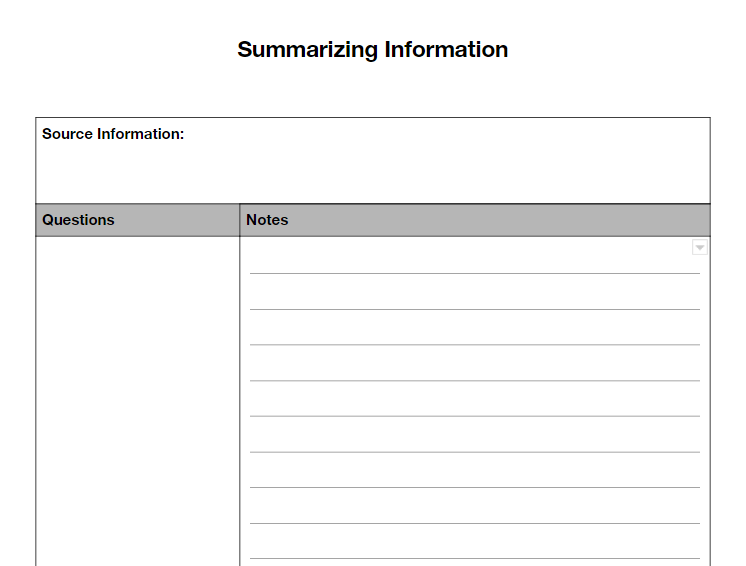 Summarizing Information
Source Information:
Questions
Notes